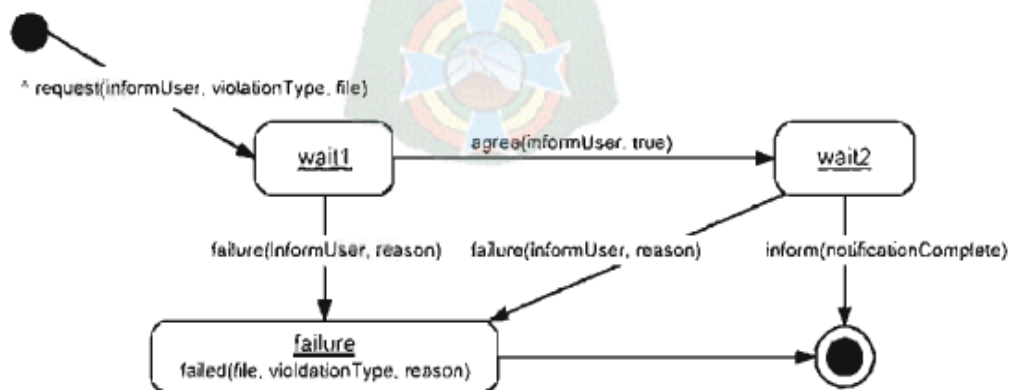 ^ request(informUser, violationType, file)
wait1
agree(informUser, true)
wait2
failure(InformUser, reason)
failure(informUser, reason)
inform(notificationComplete)
failure
failed(file, violdationType, reason)